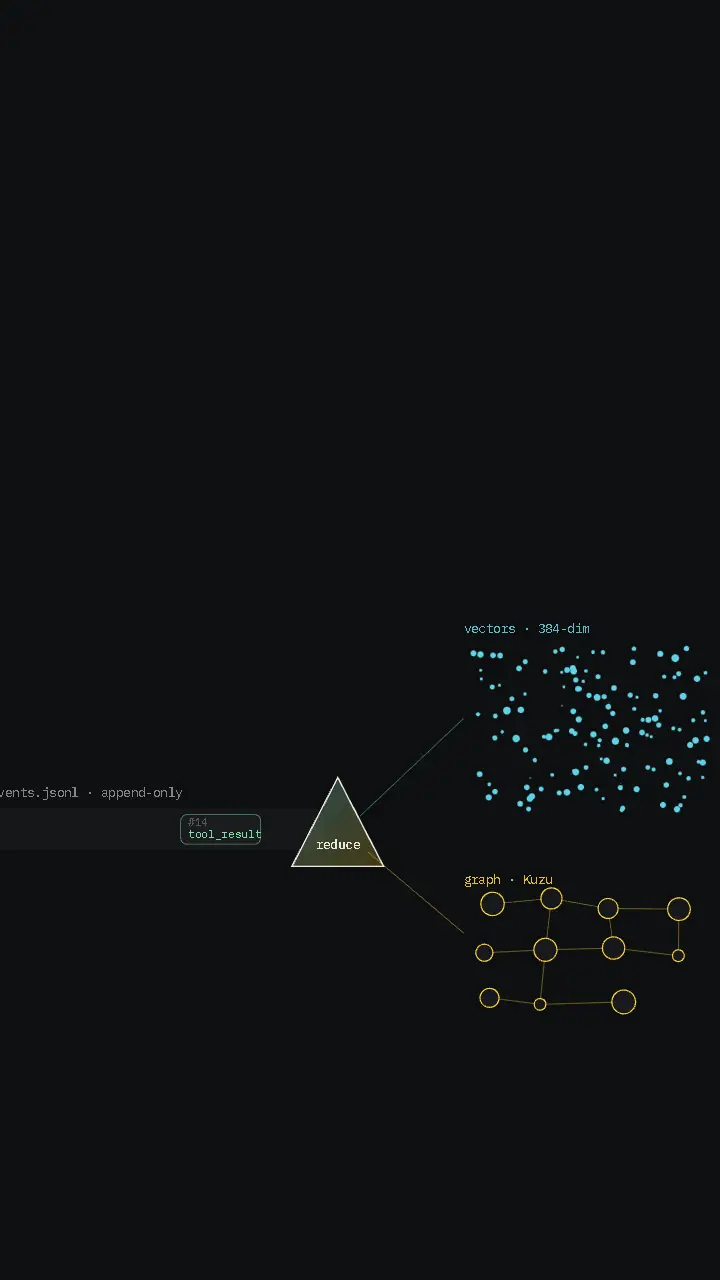 vectors · 384-dim
vents.jsonl · append-only
#14
tool_result
reduce
graph · Kuzu